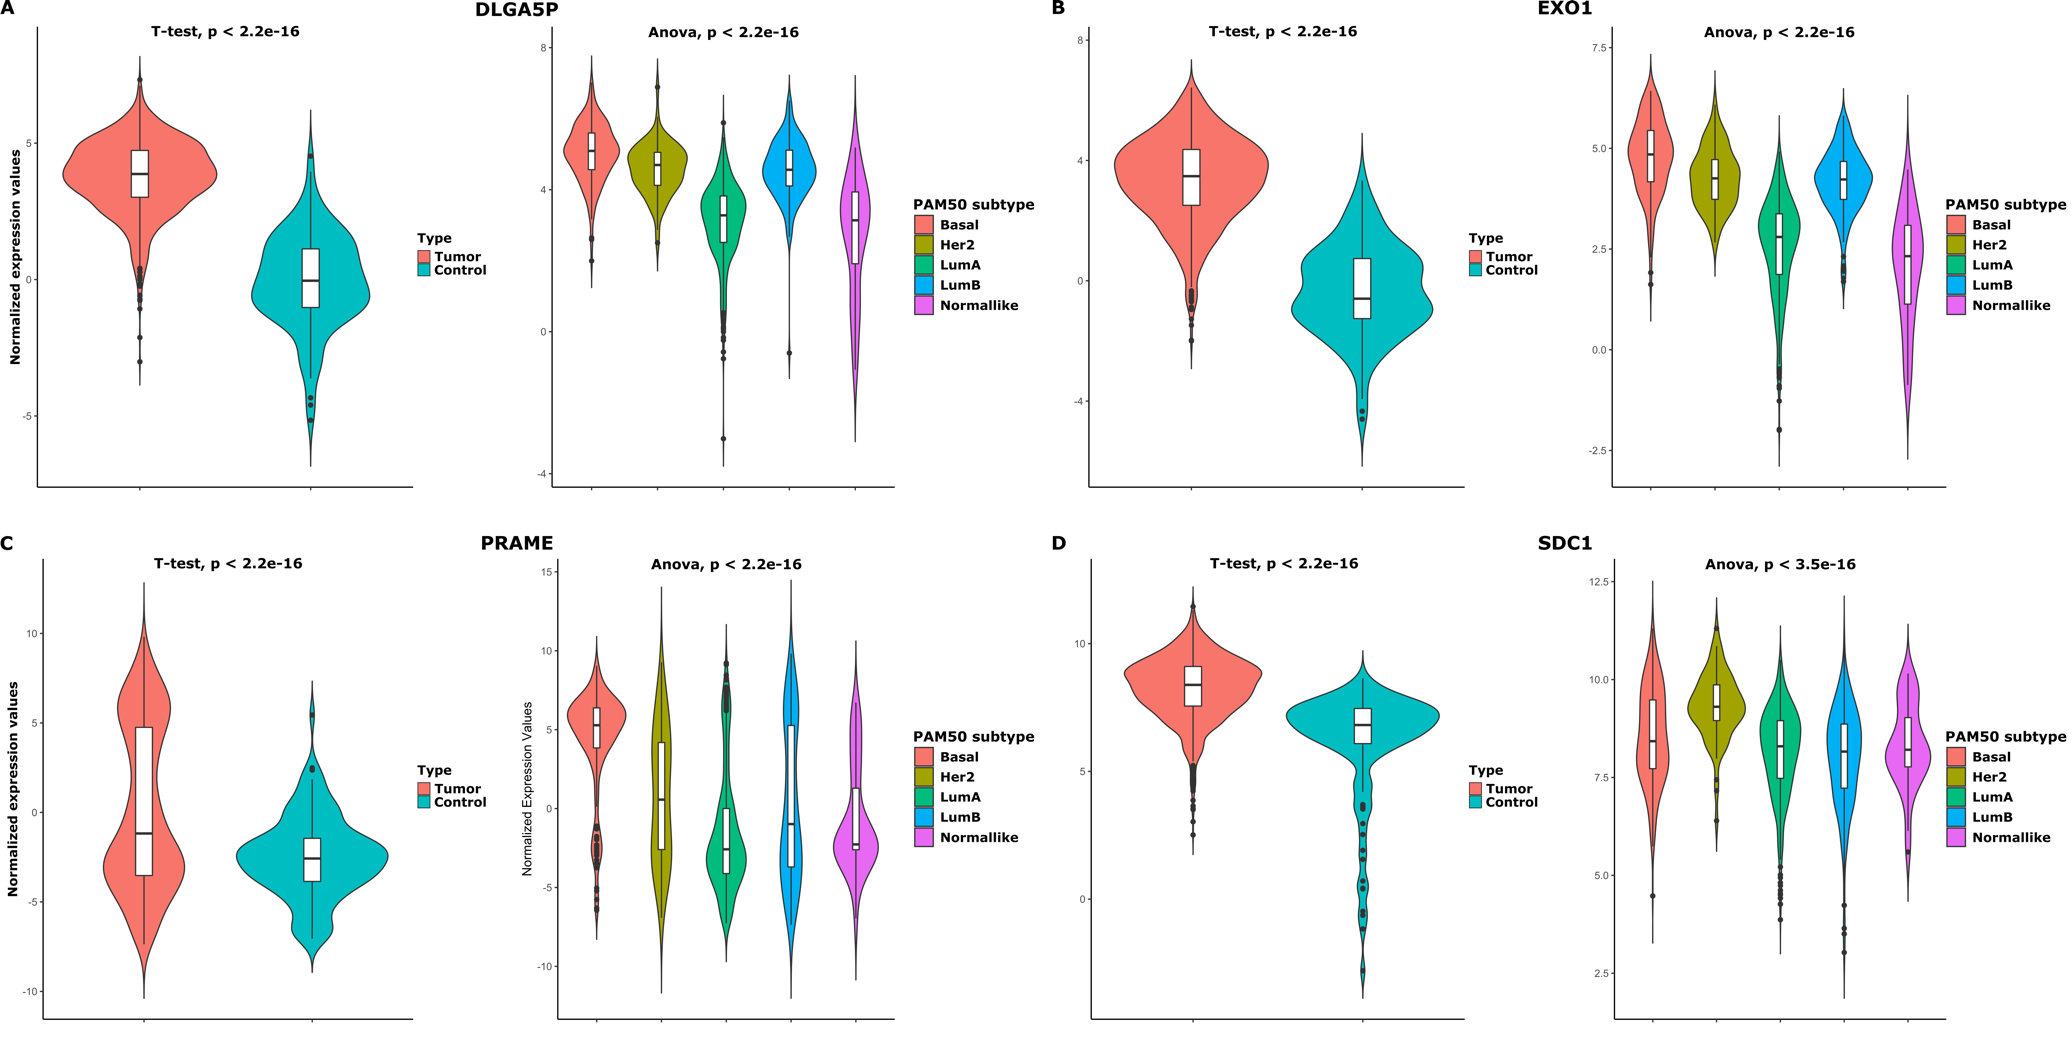 A
DLGA5P
T-test, p < 2.2e-16
Anova, p < 2.2e-16
Normalized expression values
5
0
-5
Type
Tumor
Control
8
4
0
-4
PAM50 subtype
Basal
Her2
LumA
LumB
Normallike
B
EXO1
T-test, p < 2.2e-16
Anova, p < 2.2e-16
8
4
0
-4
Type
Tumor
Control
7.5
5.0
2.5
0.0
-2.5
PAM50 subtype
Basal
Her2
LumA
LumB
Normallike
C
PRAME
T-test, p < 2.2e-16
Anova, p < 2.2e-16
Normalized expression values
10
5
0
-5
-10
Type
Tumor
Control
Normalized Expression Values
15
10
5
0
-5
-10
PAM50 subtype
Basal
Her2
LumA
LumB
Normallike
D
SDC1
T-test, p < 2.2e-16
Anova, p < 3.5e-16
10
5
0
Type
Tumor
Control
12.5
10.0
7.5
5.0
2.5
PAM50 subtype
Basal
Her2
LumA
LumB
Normallike